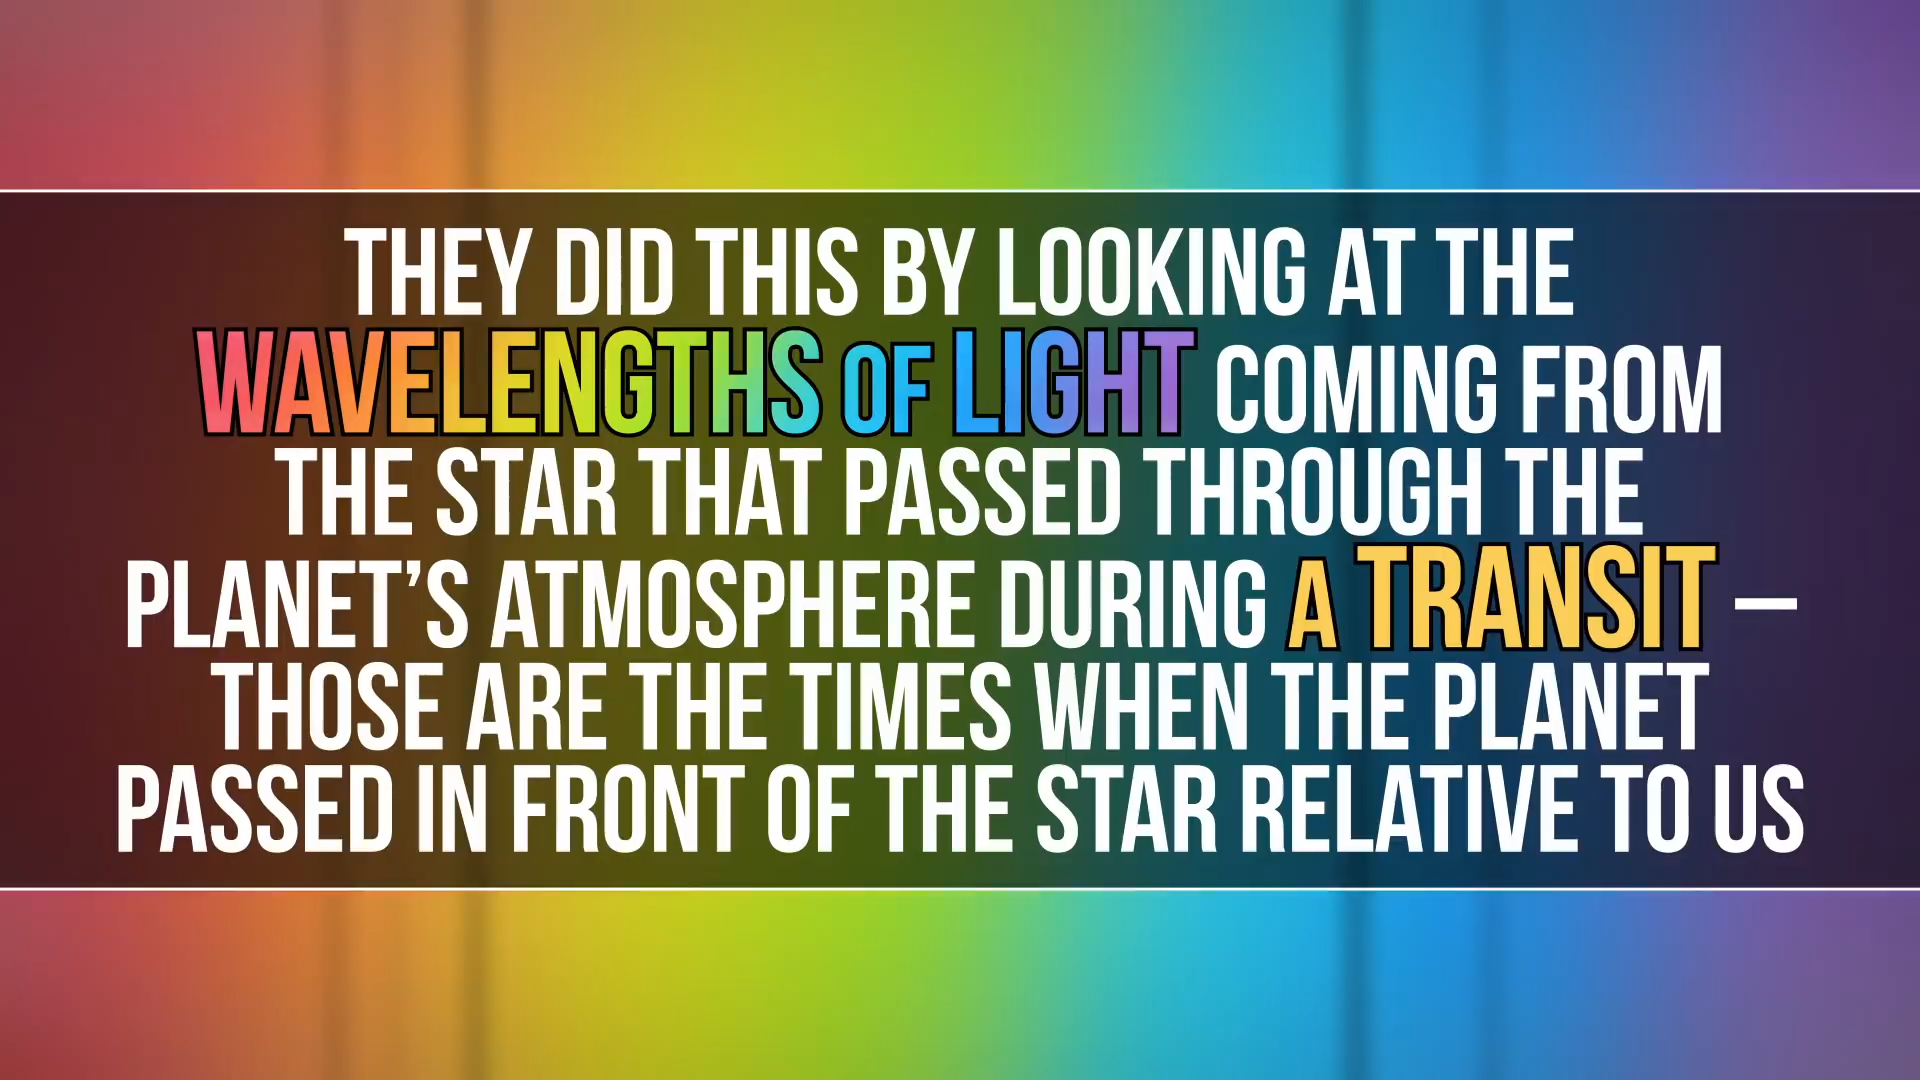 THEY DID THIS BY LOOKING AT THE
WAVELENGTHS OF LIGHT COMING FROM
THE STAR THAT PASSED THROUGH THE
PLANET’S ATMOSPHERE DURING A TRANSIT –
THOSE ARE THE TIMES WHEN THE PLANET
PASSED IN FRONT OF THE STAR RELATIVE TO US